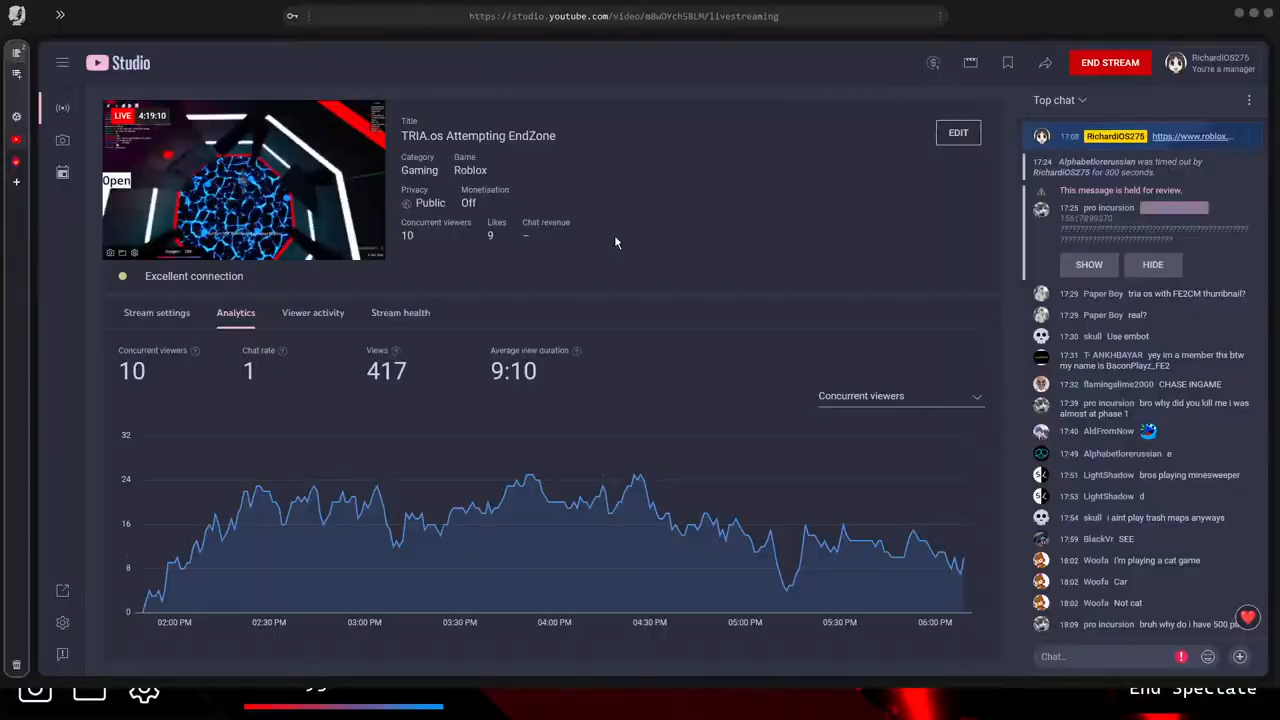 https://studio.youtube.com/video/m8wDYch58LM/livestreaming
Studio
END STREAM
RichardiOS275
You're a manager
LIVE 4:19:10
Open
Title
TRIA.os Attempting EndZone
EDIT
Category Game
Gaming Roblox
Privacy Monetisation
Public Off
Concurrent viewers Likes Chat revenue
10 9 –
Excellent connection
Stream settings Analytics Viewer activity Stream health
Concurrent viewers Chat rate Views Average view duration
10 1 417 9:10
Concurrent viewers
32
24
16
8
0
02:00 PM 02:30 PM 03:00 PM 03:30 PM 04:00 PM 04:30 PM 05:00 PM 05:30 PM 06:00 PM
Top chat
17:08 RichardiOS275 https://www.roblox....
17:24 Alphabetlorerussian was timed out by
RichardiOS275 for 300 seconds.
This message is held for review.
17:25 pro incursion
15617899370
SHOW HIDE
17:29 Paper Boy tria os with FE2CM thumbnail?
17:29 Paper Boy real?
17:30 skull Use embot
17:31 T- ANKHBAYAR yey im a member thx btw
my name is BaconPlayz_FE2
17:32 flamingslime2000 CHASE INGAME
17:39 pro incursion bro why did you kill me i was
almost at phase 1
17:40 AldFromNow
17:49 Alphabetlorerussian e
17:51 LightShadow bros playing minesweeper
17:53 LightShadow d
17:54 skull i aint play trash maps anyways
17:59 BlackVr SEE
18:02 Woofa I'm playing a cat game
18:02 Woofa Car
18:02 Woofa Not cat
18:09 pro incursion bruh why do i have 500
Chat...
End Spectate